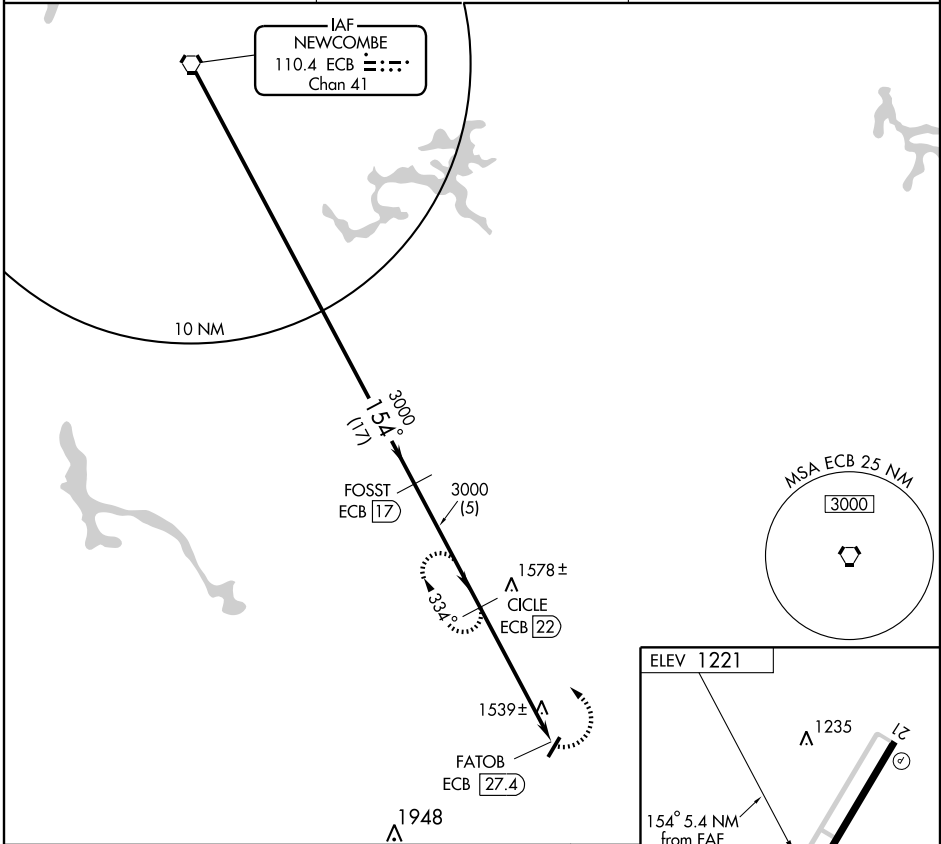 IAF
NEWCOMBE
110.4 ECB
Chan 41
10 NM
3000
154°
(17)
FOSST
ECB 17
3000
(5)
MSA ECB 25 NM
3000
1578±
334°
CICLE
ECB 22
1539±
FATOB
ECB 27.4
1948
ELEV 1221
1235
21
P
154° 5.4 NM
from FAF